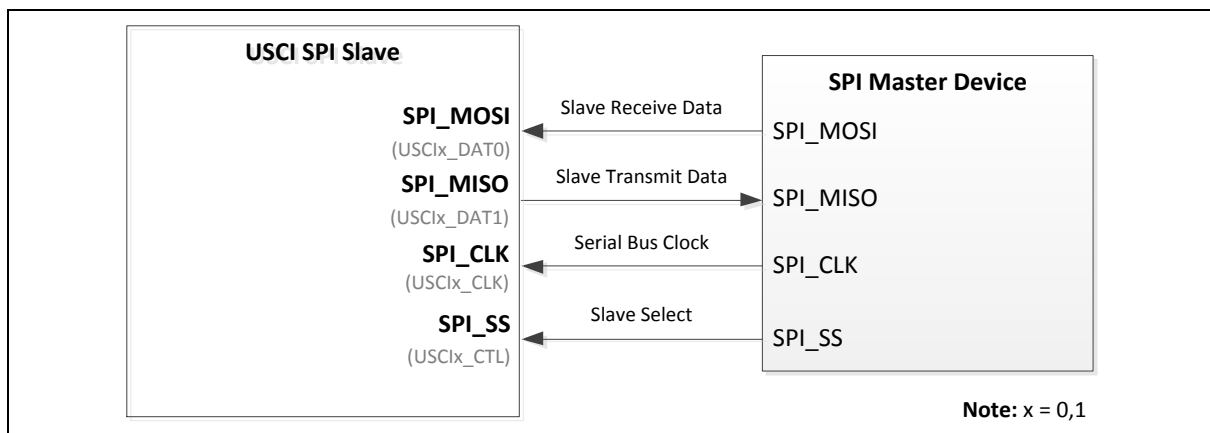 USCI SPI Slave
SPI_MOSI
(USCIx_DAT0)
SPI_MISO
(USCIx_DAT1)
SPI_CLK
(USCIx_CLK)
SPI_SS
(USCIx_CTL)
Slave Receive Data
Slave Transmit Data
Serial Bus Clock
Slave Select
SPI Master Device
SPI_MOSI
SPI_MISO
SPI_CLK
SPI_SS
Note: x = 0,1